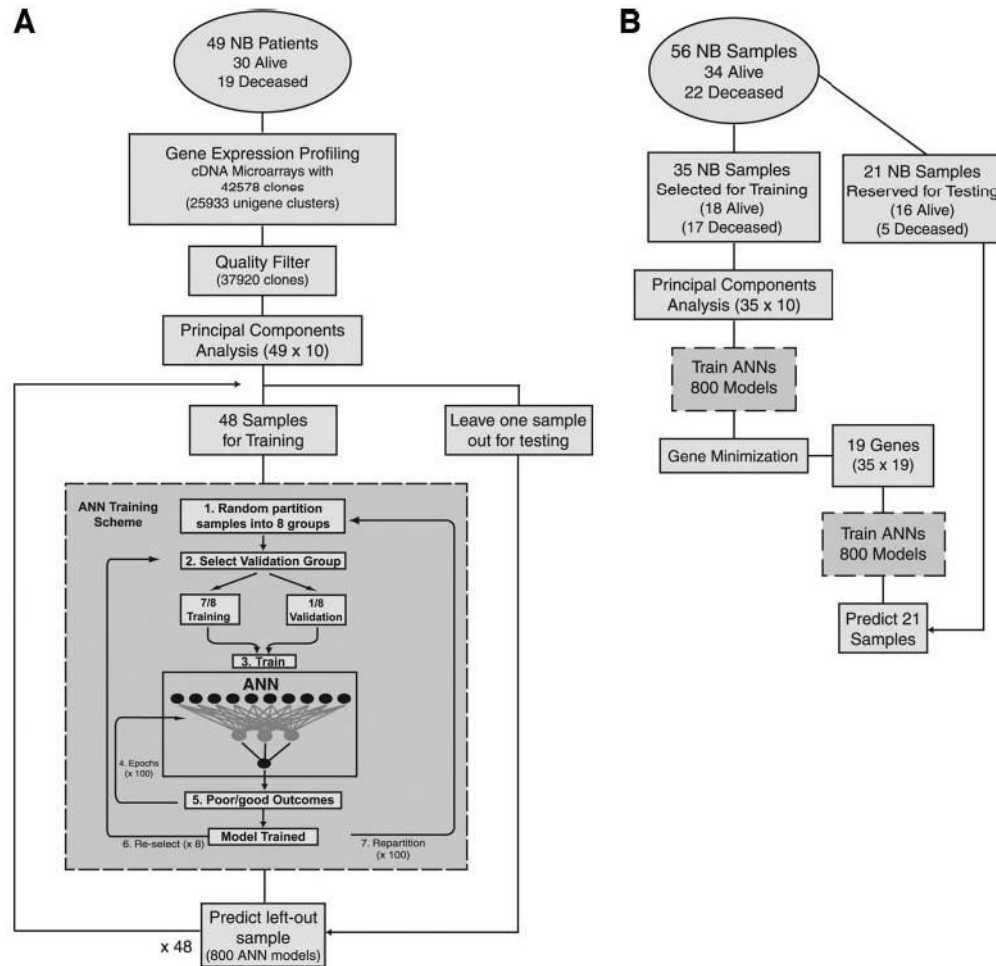 A
49 NB Patients
30 Alive
19 Deceased
Gene Expression Profiling
cDNA Microarrays with
42578 clones
(25933 unigene clusters)
Quality Filter
(37920 clones)
Principal Components
Analysis (49 x 10)
48 Samples
for Training
Leave one sample
out for testing
ANN Training
Scheme
1. Random partition
samples into 8 groups
2. Select Validation Group
7/8
Training
1/8
Validation
3. Train
ANN
4. Epochs
(x 100)
5. Poor/good Outcomes
Model Trained
6. Re-select (x 8)
7. Repartition
(x 100)
Predict left-out
sample
(800 ANN models)
x 48
B
56 NB Samples
34 Alive
22 Deceased
35 NB Samples
Selected for Training
(18 Alive)
(17 Deceased)
21 NB Samples
Reserved for Testing
(16 Alive)
(5 Deceased)
Principal Components
Analysis (35 x 10)
Train ANNs
800 Models
Gene Minimization
19 Genes
(35 x 19)
Train ANNs
800 Models
Predict 21
Samples